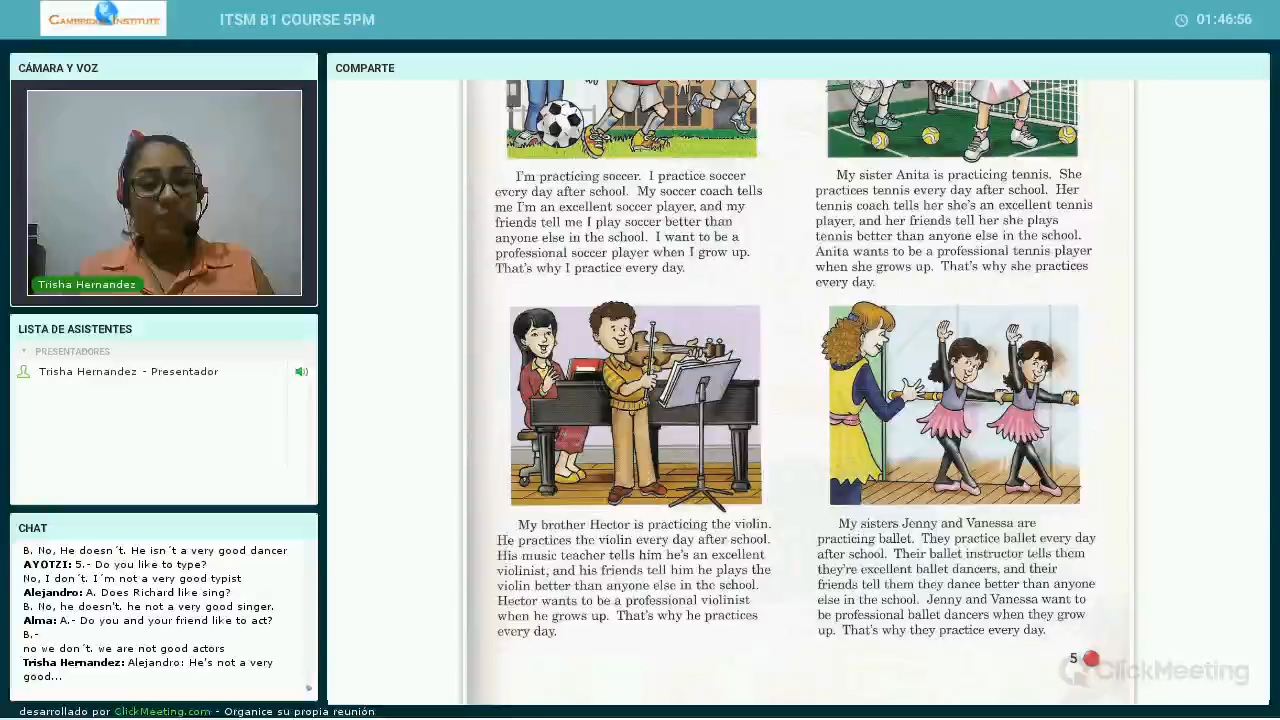 CAMBRIDGE INSTITUTE
ITSM B1 COURSE 5PM
01:46:56
CÁMARA Y VOZ
Trisha Hernandez
LISTA DE ASISTENTES
PRESENTADORES
Trisha Hernandez - Presentador
CHAT
B. No, He doesn´t. He isn´t a very good dancer
AYOTZI: 5.- Do you like to type?
No, I don´t. I´m not a very good typist
Alejandro: A. Does Richard like sing?
B. No, he doesn't. he not a very good singer.
Alma: A.- Do you and your friend like to act?
B.-
no we don´t. we are not good actors
Trisha Hernandez: Alejandro: He's not a very
good...
COMPARTE
I'm practicing soccer. I practice soccer
every day after school. My soccer coach tells
me I'm an excellent soccer player, and my
friends tell me I play soccer better than
anyone else in the school. I want to be a
professional soccer player when I grow up.
That's why I practice every day.
My sister Anita is practicing tennis. She
practices tennis every day after school. Her
tennis coach tells her she's an excellent tennis
player, and her friends tell her she plays
tennis better than anyone else in the school.
Anita wants to be a professional tennis player
when she grows up. That's why she practices
every day.
My brother Hector is practicing the violin.
He practices the violin every day after school.
His music teacher tells him he's an excellent
violinist, and his friends tell him he plays the
violin better than anyone else in the school.
Hector wants to be a professional violinist
when he grows up. That's why he practices
every day.
My sisters Jenny and Vanessa are
practicing ballet. They practice ballet every day
after school. Their ballet instructor tells them
they're excellent ballet dancers, and their
friends tell them they dance better than anyone
else in the school. Jenny and Vanessa want to
be professional ballet dancers when they grow
up. That's why they practice every day.
5
ClickMeeting
desarrollado por ClickMeeting.com - Organice su propia reunión